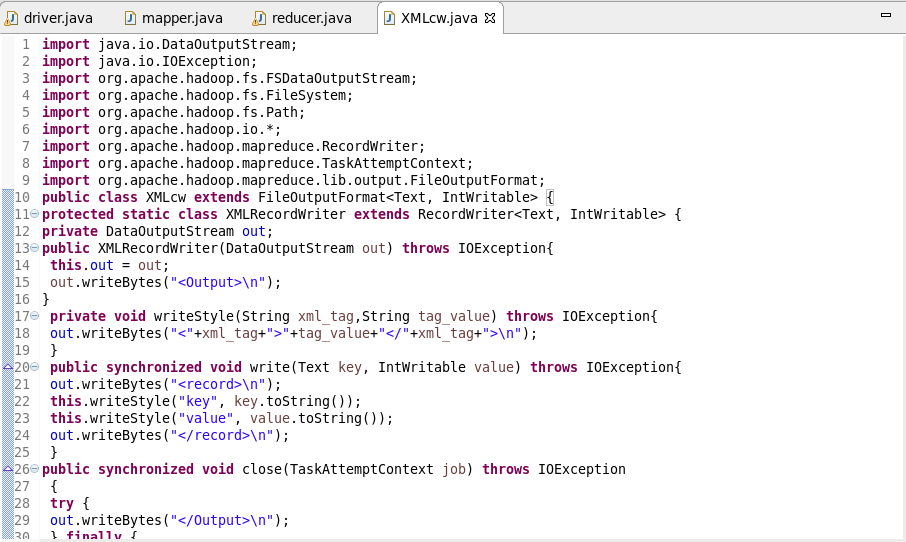 driver.java mapper.java reducer.java XMLcw.java
1 import java.io.DataOutputStream;
2 import java.io.IOException;
3 import org.apache.hadoop.fs.FSDataOutputStream;
4 import org.apache.hadoop.fs.FileSystem;
5 import org.apache.hadoop.fs.Path;
6 import org.apache.hadoop.io.*;
7 import org.apache.hadoop.mapreduce.RecordWriter;
8 import org.apache.hadoop.mapreduce.TaskAttemptContext;
9 import org.apache.hadoop.mapreduce.lib.output.FileOutputFormat;
10 public class XMLcw extends FileOutputFormat<Text, IntWritable> {
11 protected static class XMLRecordWriter extends RecordWriter<Text, IntWritable> {
12 private DataOutputStream out;
13 public XMLRecordWriter(DataOutputStream out) throws IOException{
14 this.out = out;
15 out.writeBytes("<Output>\n");
16 }
17 private void writeStyle(String xml_tag,String tag_value) throws IOException{
18 out.writeBytes("<"+xml_tag+">"+tag_value+"</"+xml_tag+">\n");
19 }
20 public synchronized void write(Text key, IntWritable value) throws IOException{
21 out.writeBytes("<record>\n");
22 this.writeStyle("key", key.toString());
23 this.writeStyle("value", value.toString());
24 out.writeBytes("</record>\n");
25 }
26 public synchronized void close(TaskAttemptContext job) throws IOException
27 {
28 try {
29 out.writeBytes("</Output>\n");
30 } finally {